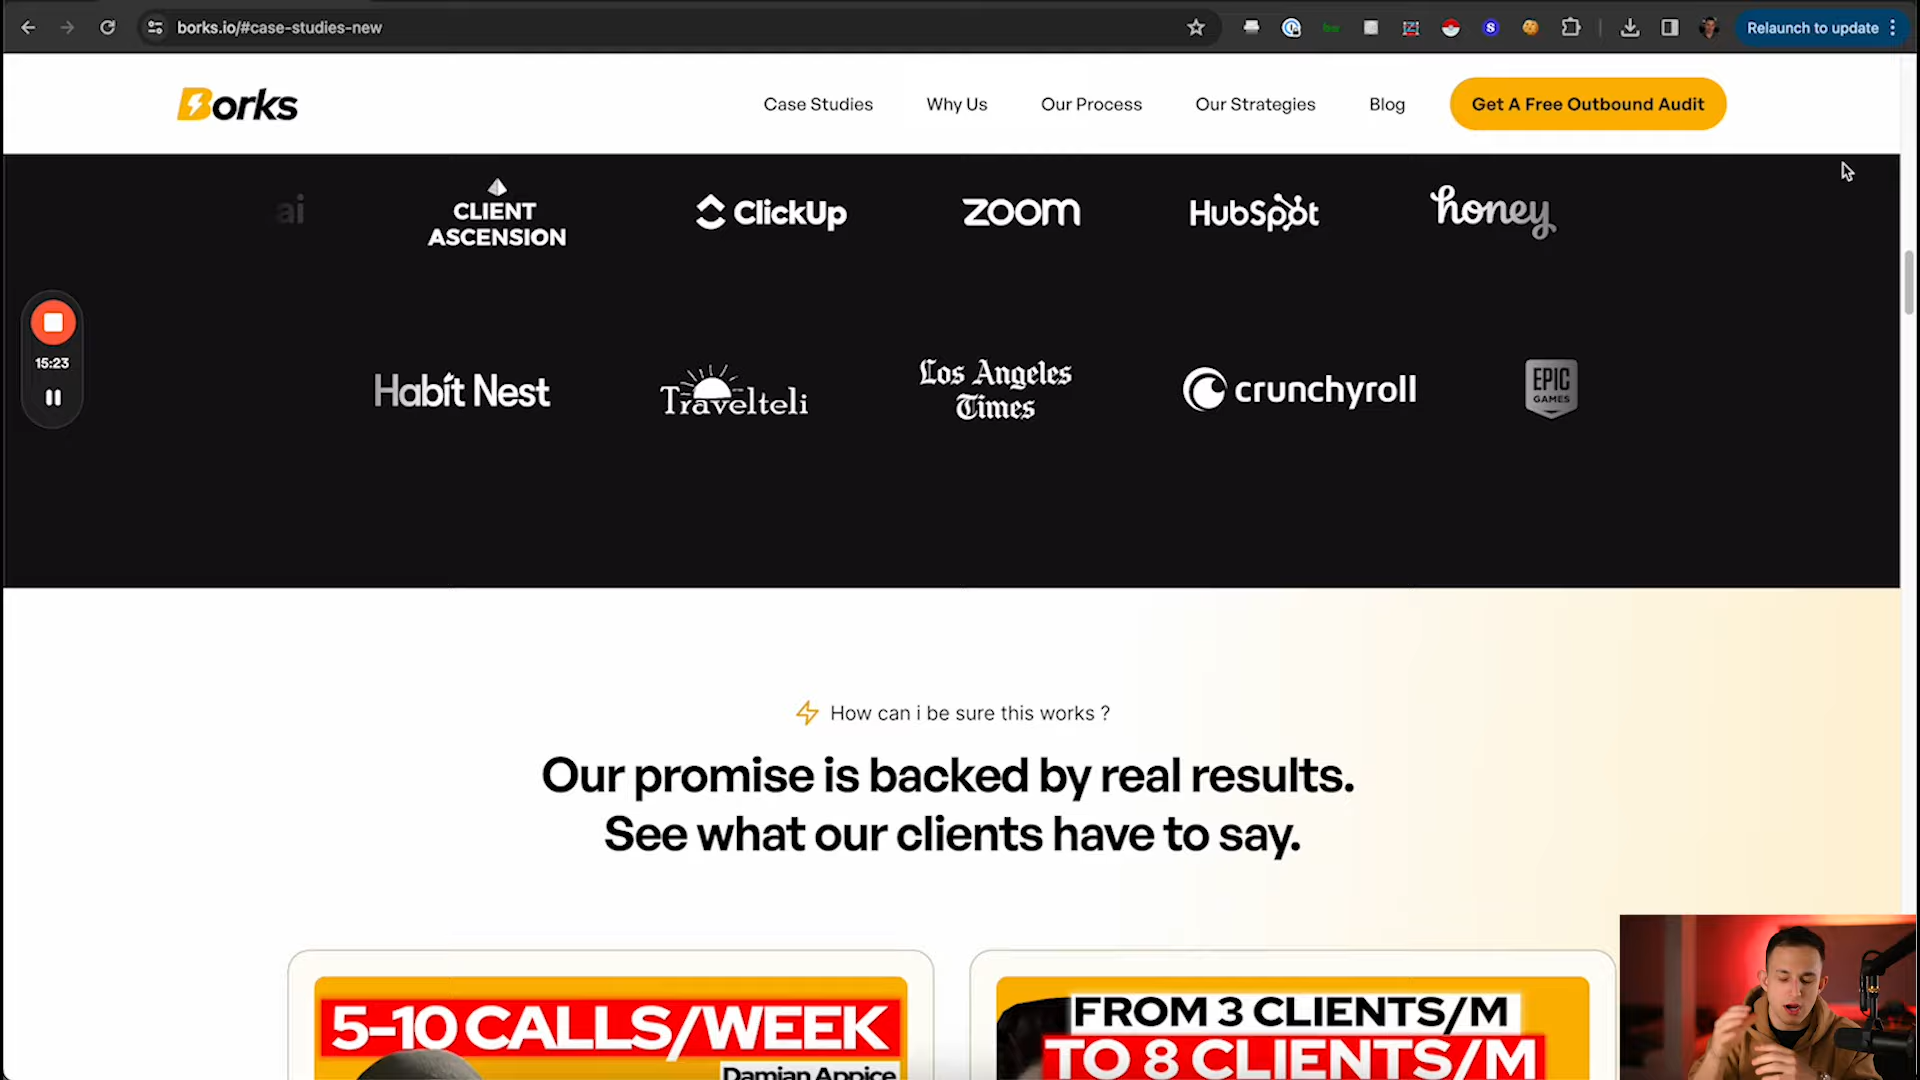 borks.io/#case-studies-new
Relaunch to update
Borks
Case Studies
Why Us
Our Process
Our Strategies
Blog
Get A Free Outbound Audit
ai
CLIENT
ASCENSION
ClickUp
zoom
HubSpot
honey
15:23
Habit Nest
Travelteli
Los Angeles
Times
crunchyroll
EPIC
GAMES
How can i be sure this works ?
Our promise is backed by real results.
See what our clients have to say.
5-10 CALLS/WEEK
Damian Appice
FROM 3 CLIENTS/M
TO 8 CLIENTS/M